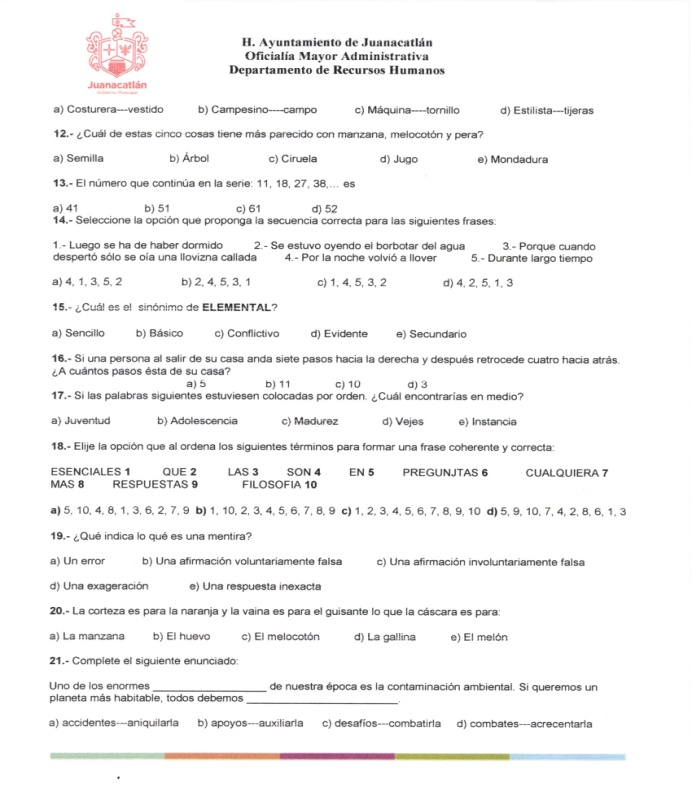 H. Ayuntamiento de Juanacatlán
Oficialía Mayor Administrativa
Departamento de Recursos Humanos
Juanacatlán
a) Costurera---vestido b) Campesino----campo c) Máquina----tornillo d) Estilista---tijeras
12.- ¿Cuál de estas cinco cosas tiene más parecido con manzana, melocotón y pera?
a) Semilla b) Árbol c) Ciruela d) Jugo e) Mondadura
13.- El número que continúa en la serie: 11, 18, 27, 38,... es
a) 41 b) 51 c) 61 d) 52
14.- Seleccione la opción que proponga la secuencia correcta para las siguientes frases:
1.- Luego se ha de haber dormido 2.- Se estuvo oyendo el borbotar del agua 3.- Porque cuando
despertó sólo se oía una llovizna callada 4.- Por la noche volvió a llover 5.- Durante largo tiempo
a) 4, 1, 3, 5, 2 b) 2, 4, 5, 3, 1 c) 1, 4, 5, 3, 2 d) 4, 2, 5, 1, 3
15.- ¿Cuál es el sinónimo de ELEMENTAL?
a) Sencillo b) Básico c) Conflictivo d) Evidente e) Secundario
16.- Si una persona al salir de su casa anda siete pasos hacia la derecha y después retrocede cuatro hacia atrás.
¿A cuántos pasos ésta de su casa?
a) 5 b) 11 c) 10 d) 3
17.- Si las palabras siguientes estuviesen colocadas por orden. ¿Cuál encontrarías en medio?
a) Juventud b) Adolescencia c) Madurez d) Vejes e) Instancia
18.- Elije la opción que al ordena los siguientes términos para formar una frase coherente y correcta:
ESENCIALES 1 QUE 2 LAS 3 SON 4 EN 5 PREGUNJTAS 6 CUALQUIERA 7
MAS 8 RESPUESTAS 9 FILOSOFIA 10
a) 5, 10, 4, 8, 1, 3, 6, 2, 7, 9 b) 1, 10, 2, 3, 4, 5, 6, 7, 8, 9 c) 1, 2, 3, 4, 5, 6, 7, 8, 9, 10 d) 5, 9, 10, 7, 4, 2, 8, 6, 1, 3
19.- ¿Qué indica lo qué es una mentira?
a) Un error b) Una afirmación voluntariamente falsa c) Una afirmación involuntariamente falsa
d) Una exageración e) Una respuesta inexacta
20.- La corteza es para la naranja y la vaina es para el guisante lo que la cáscara es para:
a) La manzana b) El huevo c) El melocotón d) La gallina e) El melón
21.- Complete el siguiente enunciado:
Uno de los enormes _________________ de nuestra época es la contaminación ambiental. Si queremos un
planeta más habitable, todos debemos _______________________.
a) accidentes---aniquilarla b) apoyos---auxiliarla c) desafíos---combatirla d) combates---acrecentarla